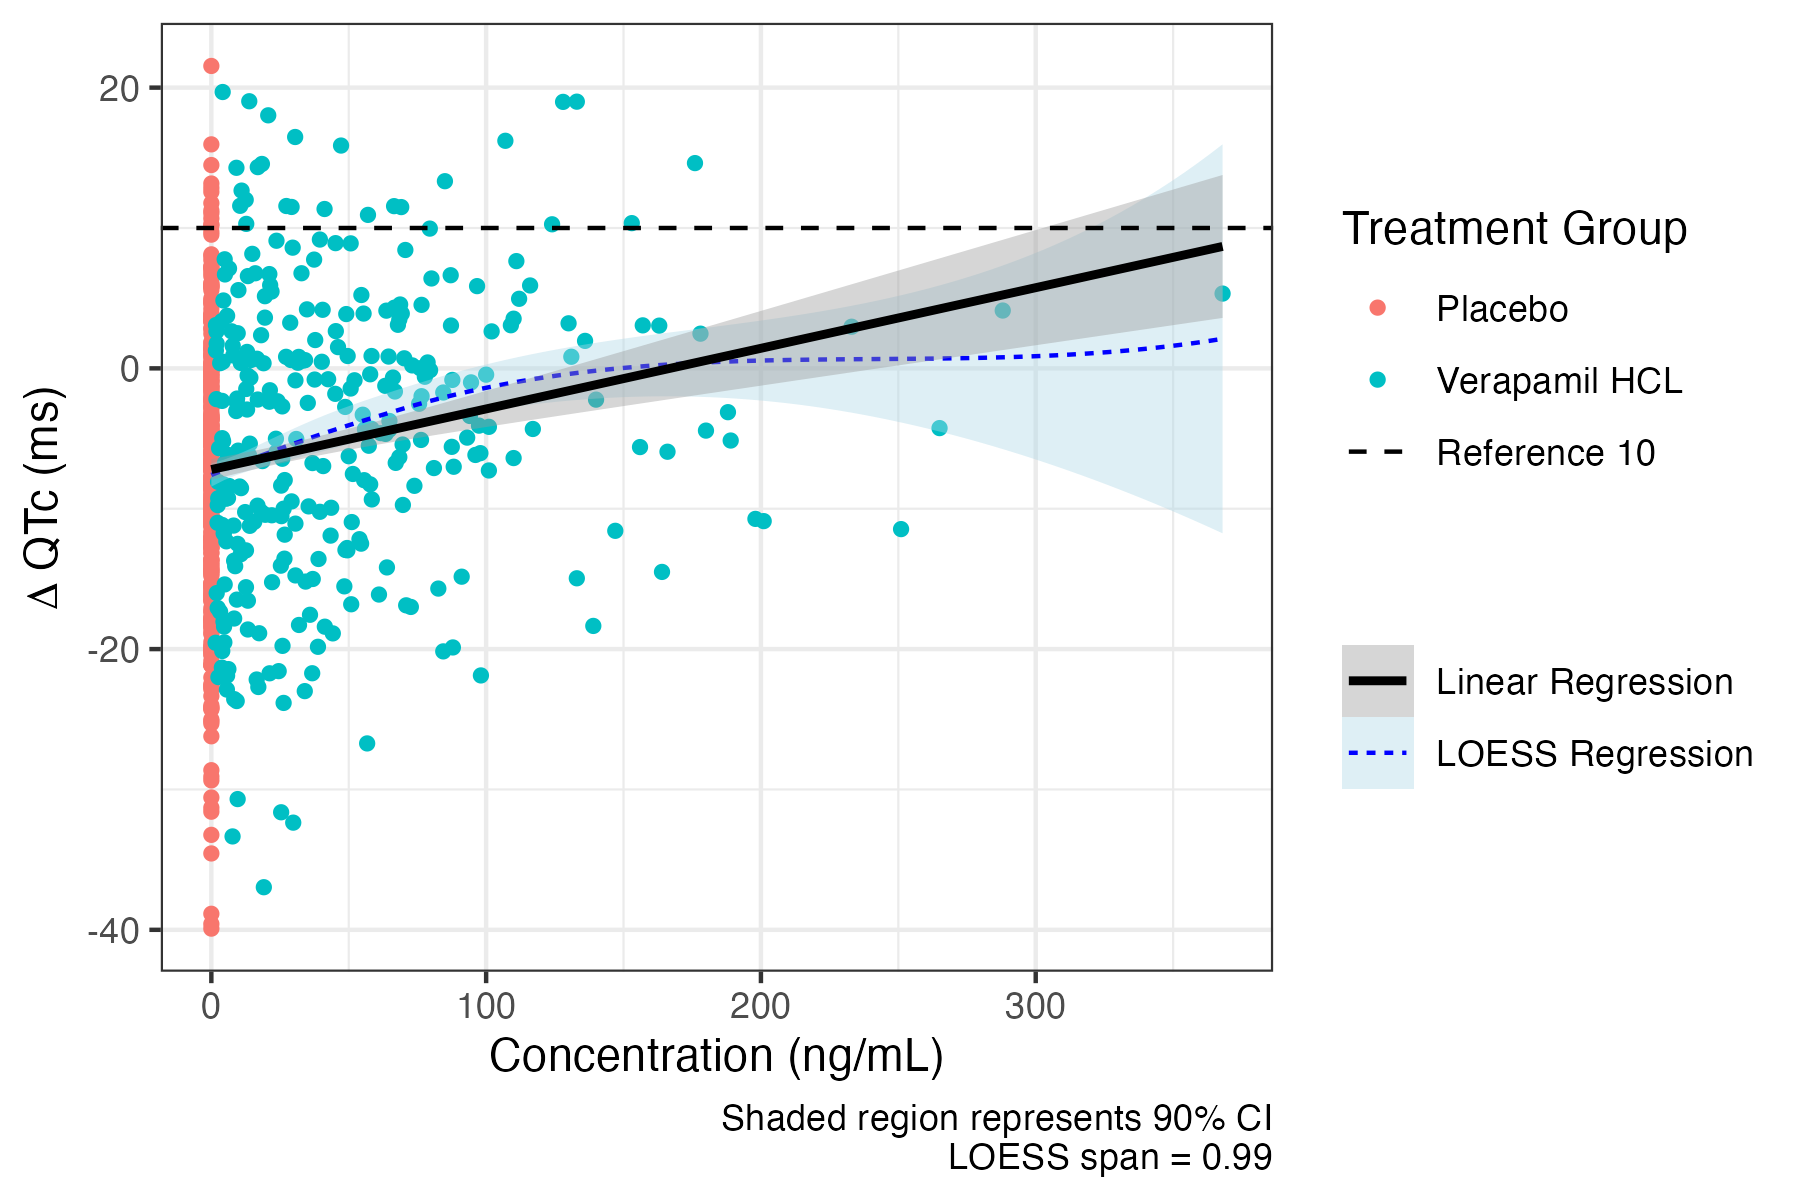 20
0
-20
-40
Δ QTc (ms)
0 100 200 300
Concentration (ng/mL)
Shaded region represents 90% CI
LOESS span = 0.99
Treatment Group
Placebo
Verapamil HCL
Reference 10
Linear Regression
LOESS Regression